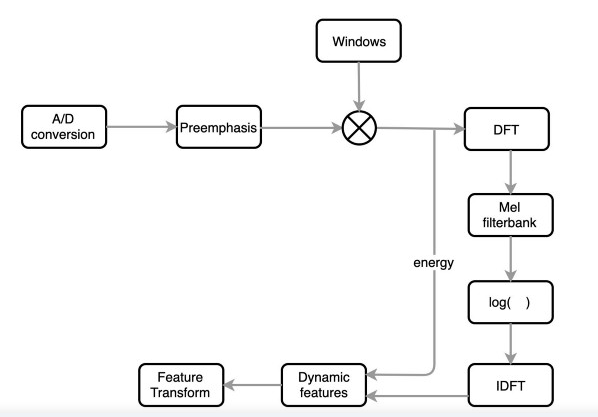 Windows
A/D
conversion
Preemphasis
DFT
Mel
filterbank
energy
log( )
Feature
Transform
Dynamic
features
IDFT